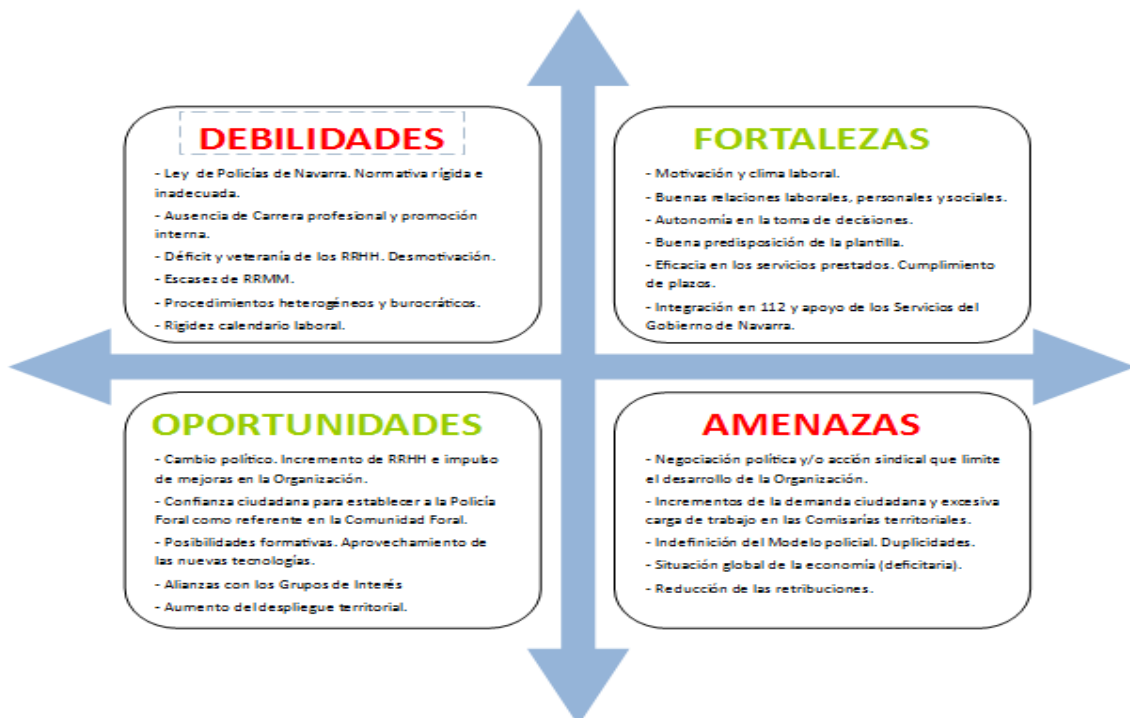 DEBILIDADES
- Ley de Policías de Navarra. Normativa rígida e
inadecuada.
- Ausencia de Carrera profesional y promoción
interna.
- Déficit y veteranía de los RRHH. Desmotivación.
- Escasez de RRMM.
- Procedimientos heterogéneos y burocráticos.
- Rigidez calendario laboral.
FORTALEZAS
- Motivación y clima laboral.
- Buenas relaciones laborales, personales y sociales.
- Autonomía en la toma de decisiones.
- Buena predisposición de la plantilla.
- Eficacia en los servicios prestados. Cumplimiento
de plazos.
- Integración en 112 y apoyo de los Servicios del
Gobierno de Navarra.
OPORTUNIDADES
- Cambio político. Incremento de RRHH e impulso
de mejoras en la Organización.
- Confianza ciudadana para establecer a la Policía
Foral como referente en la Comunidad Foral.
- Posibilidades formativas. Aprovechamiento de
las nuevas tecnologías.
- Alianzas con los Grupos de Interés
- Aumento del despliegue territorial.
AMENAZAS
- Negociación política y/o acción sindical que limite
el desarrollo de la Organización.
- Incrementos de la demanda ciudadana y excesiva
carga de trabajo en las Comisarías territoriales.
- Indefinición del Modelo policial. Duplicidades.
- Situación global de la economía (deficitaria).
- Reducción de las retribuciones.